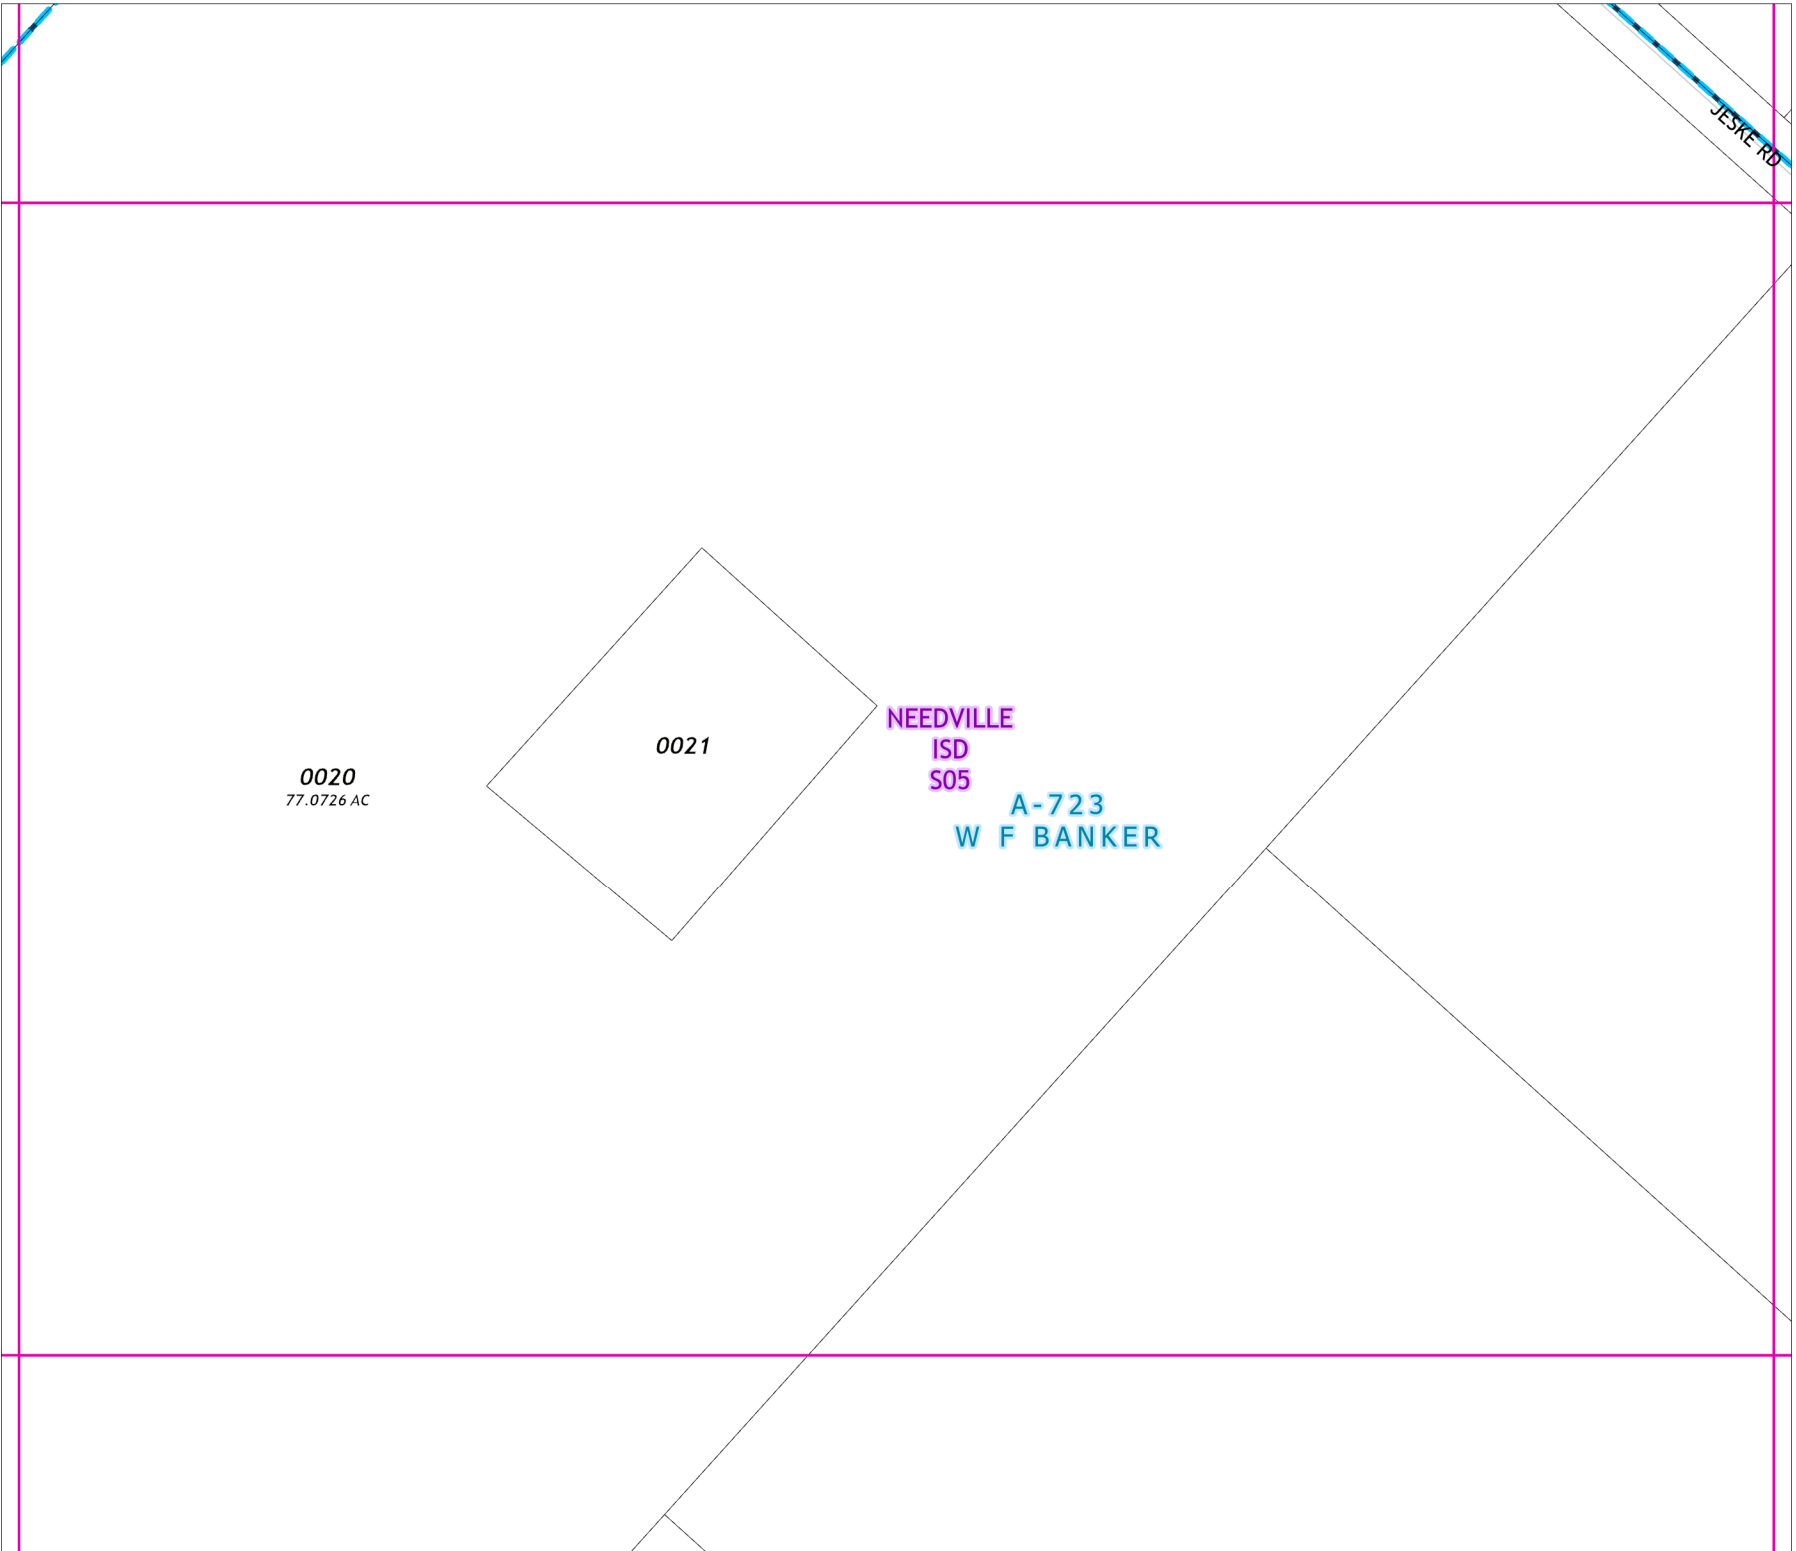 JESKE RD
0021
NEEDVILLE
ISD
S05
0020
77.0726 AC
A-723
W F BANKER